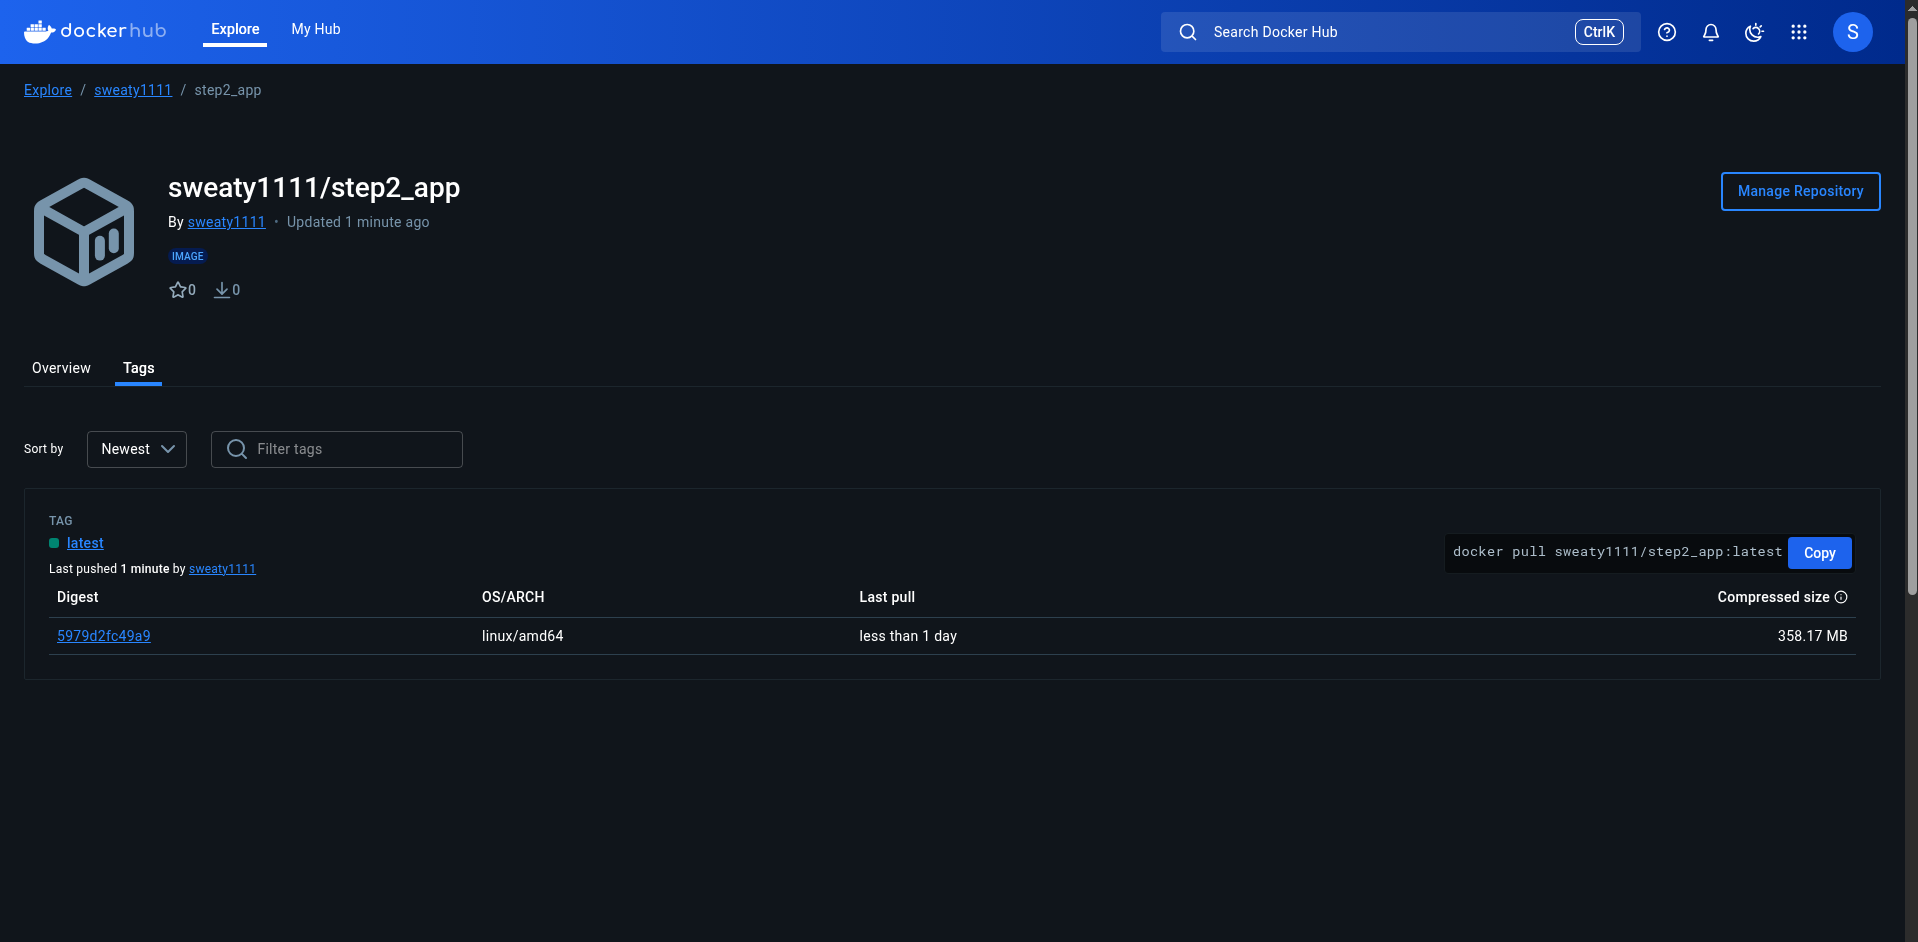 dockerhub Explore My Hub Search Docker Hub CtrlK S
Explore / sweaty1111 / step2_app
sweaty1111/step2_app
Manage Repository
By sweaty1111 • Updated 1 minute ago
IMAGE
0 0
Overview Tags
Sort by Newest Filter tags
TAG
latest
docker pull sweaty1111/step2_app:latest Copy
Last pushed 1 minute by sweaty1111
Digest OS/ARCH Last pull Compressed size
5979d2fc49a9 linux/amd64 less than 1 day 358.17 MB